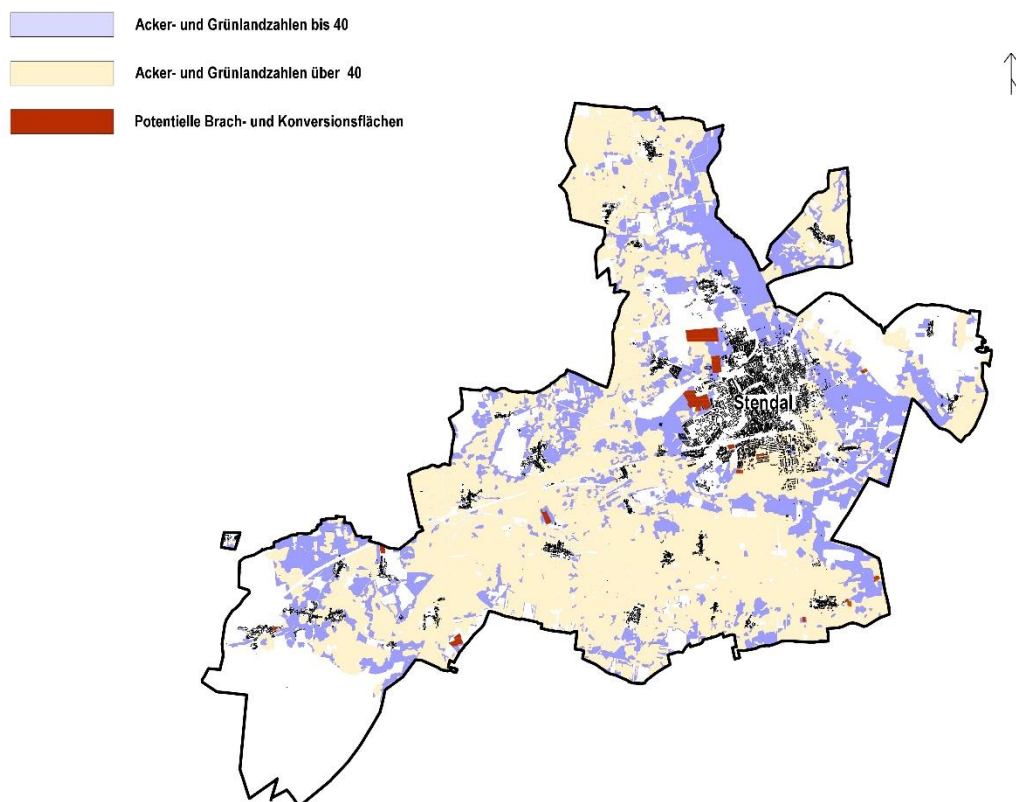 Acker- und Grünlandzahlen bis 40
Acker- und Grünlandzahlen über 40
Potentielle Brach- und Konversionsflächen
Stendal